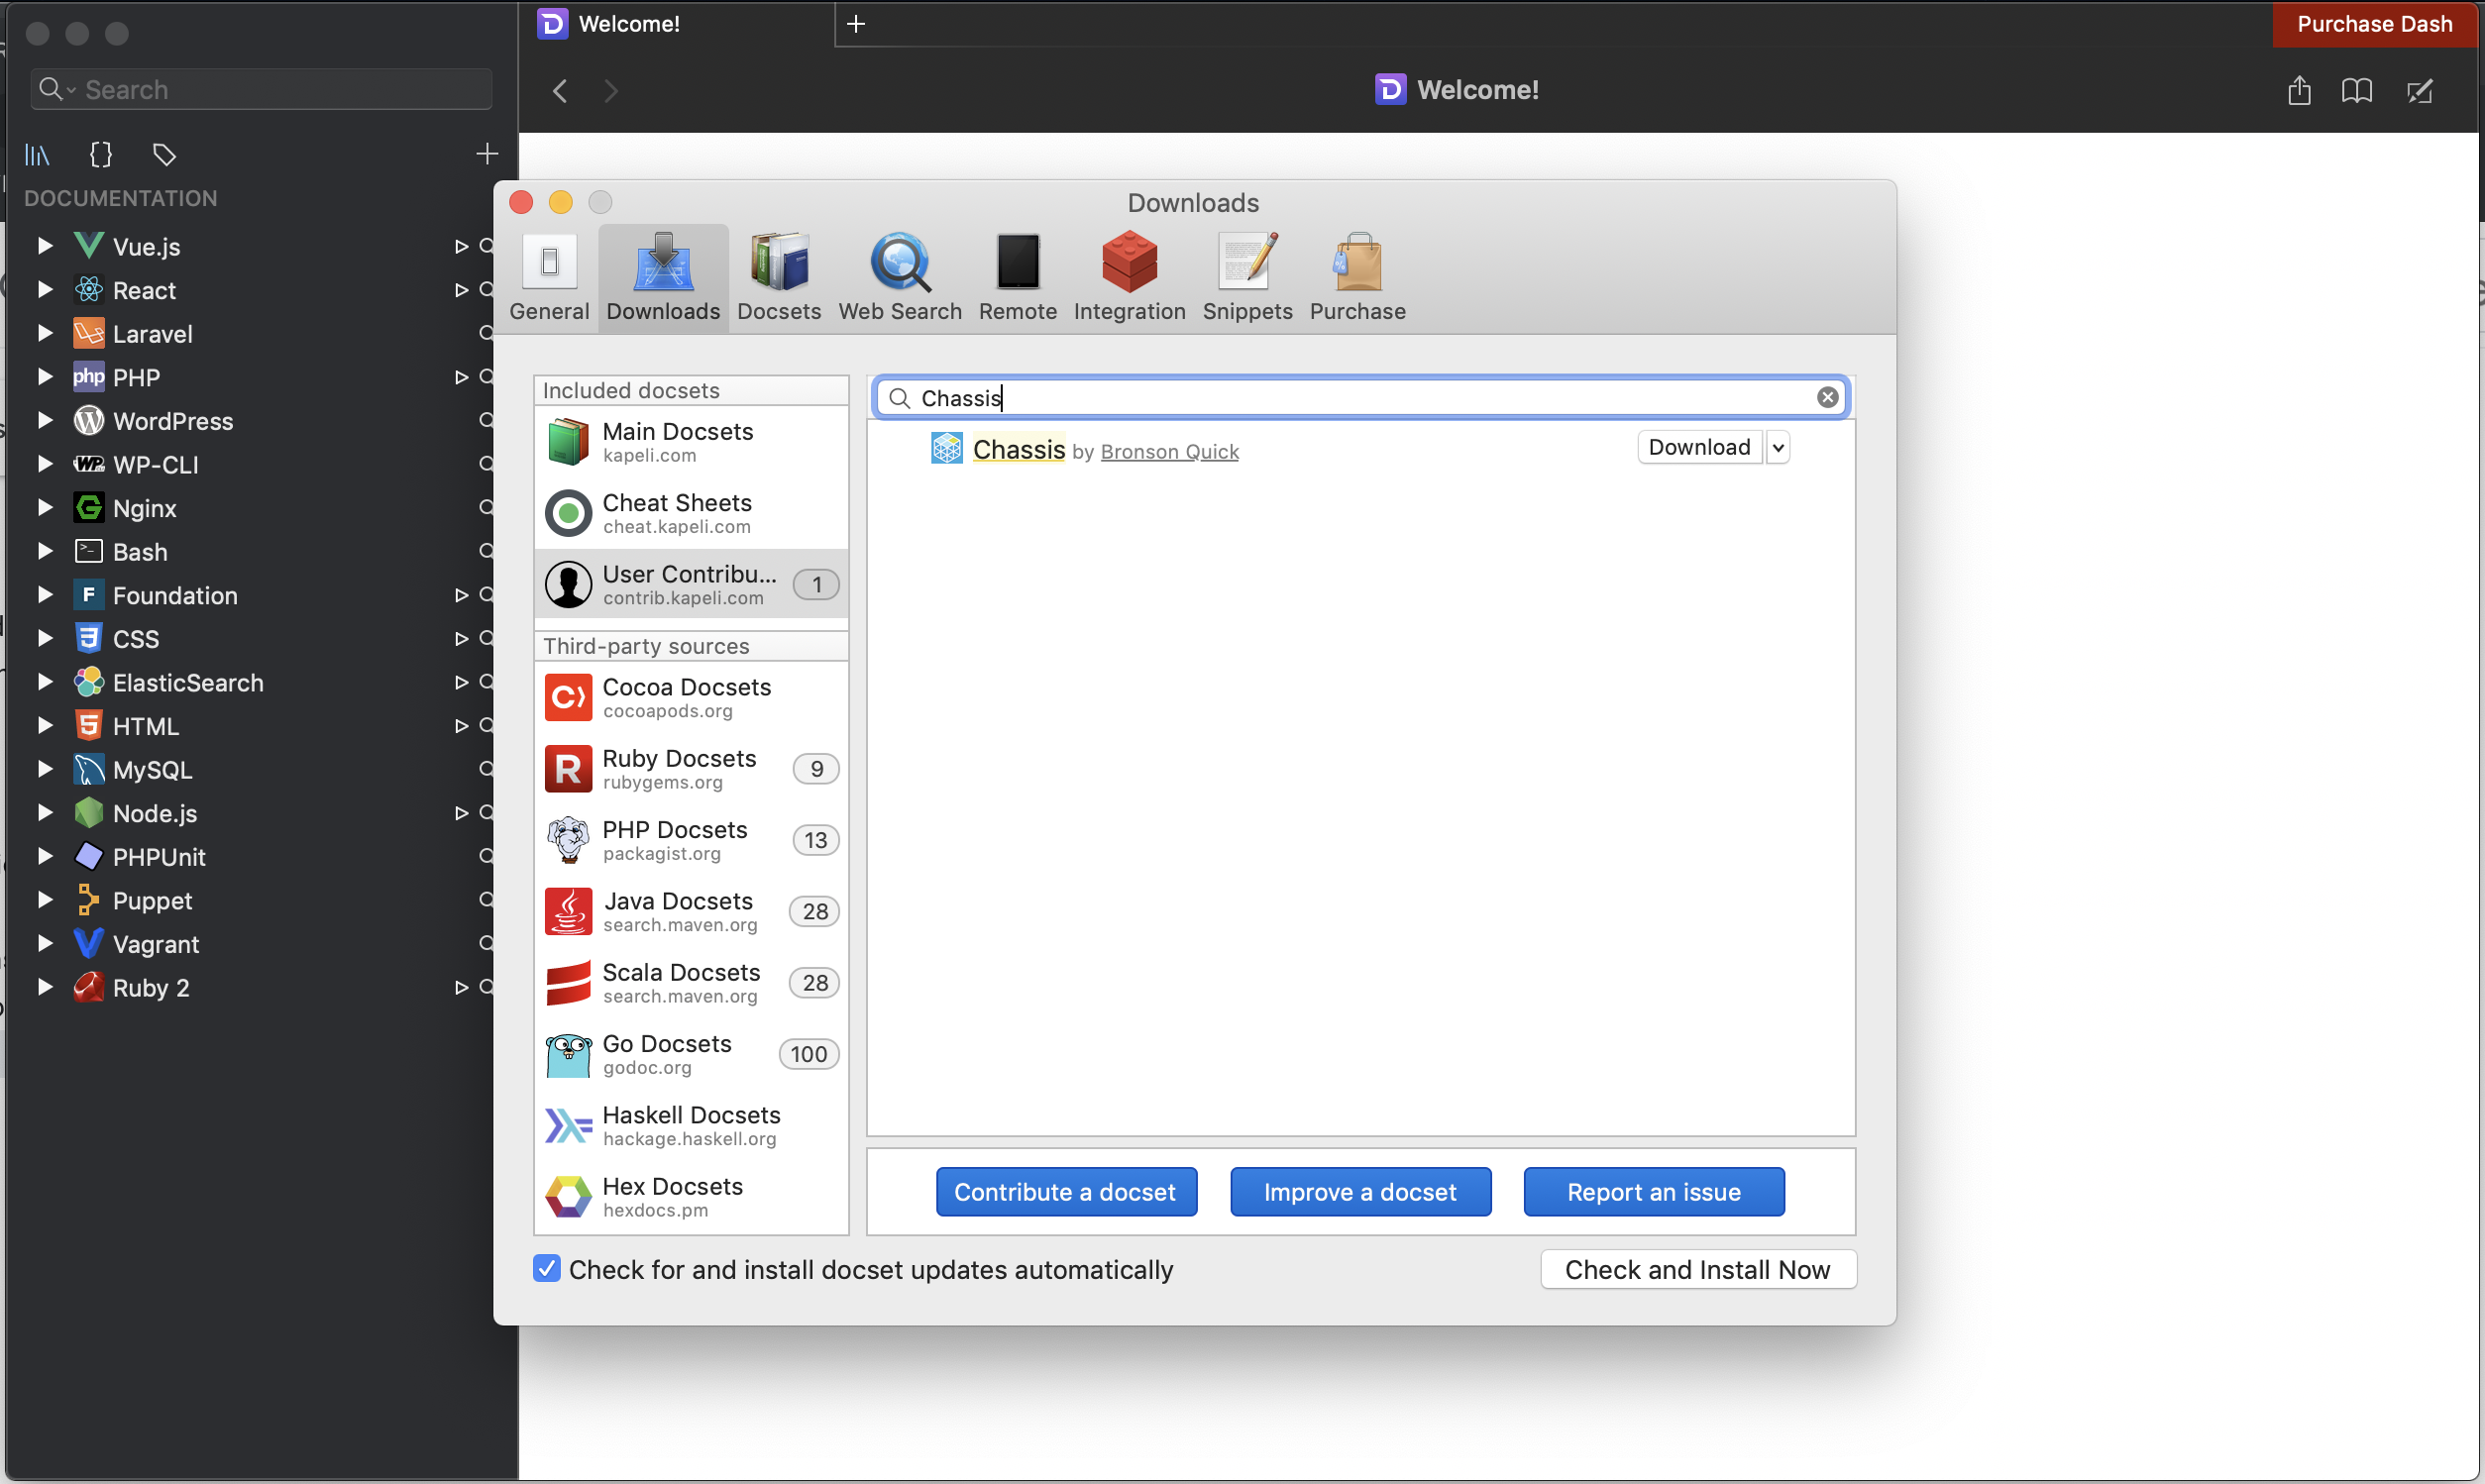 Welcome!
Purchase Dash
Search
Welcome!
DOCUMENTATION
Vue.js
React
Laravel
php PHP
WordPress
WP-CLI
Nginx
Bash
Foundation
CSS
ElasticSearch
HTML
MySQL
Node.js
PHPUnit
Puppet
Vagrant
Ruby 2
Downloads
General Downloads Docsets Web Search Remote Integration Snippets Purchase
Included docsets
Main Docsets
kapeli.com
Cheat Sheets
cheat.kapeli.com
User Contribu... 1
contrib.kapeli.com
Third-party sources
Cocoa Docsets
cocoapods.org
Ruby Docsets 9
rubygems.org
PHP Docsets 13
packagist.org
Java Docsets 28
search.maven.org
Scala Docsets 28
search.maven.org
Go Docsets 100
godoc.org
Haskell Docsets
hackage.haskell.org
Hex Docsets
hexdocs.pm
Chassis
Chassis by Bronson Quick Download
Contribute a docset Improve a docset Report an issue
Check for and install docset updates automatically Check and Install Now